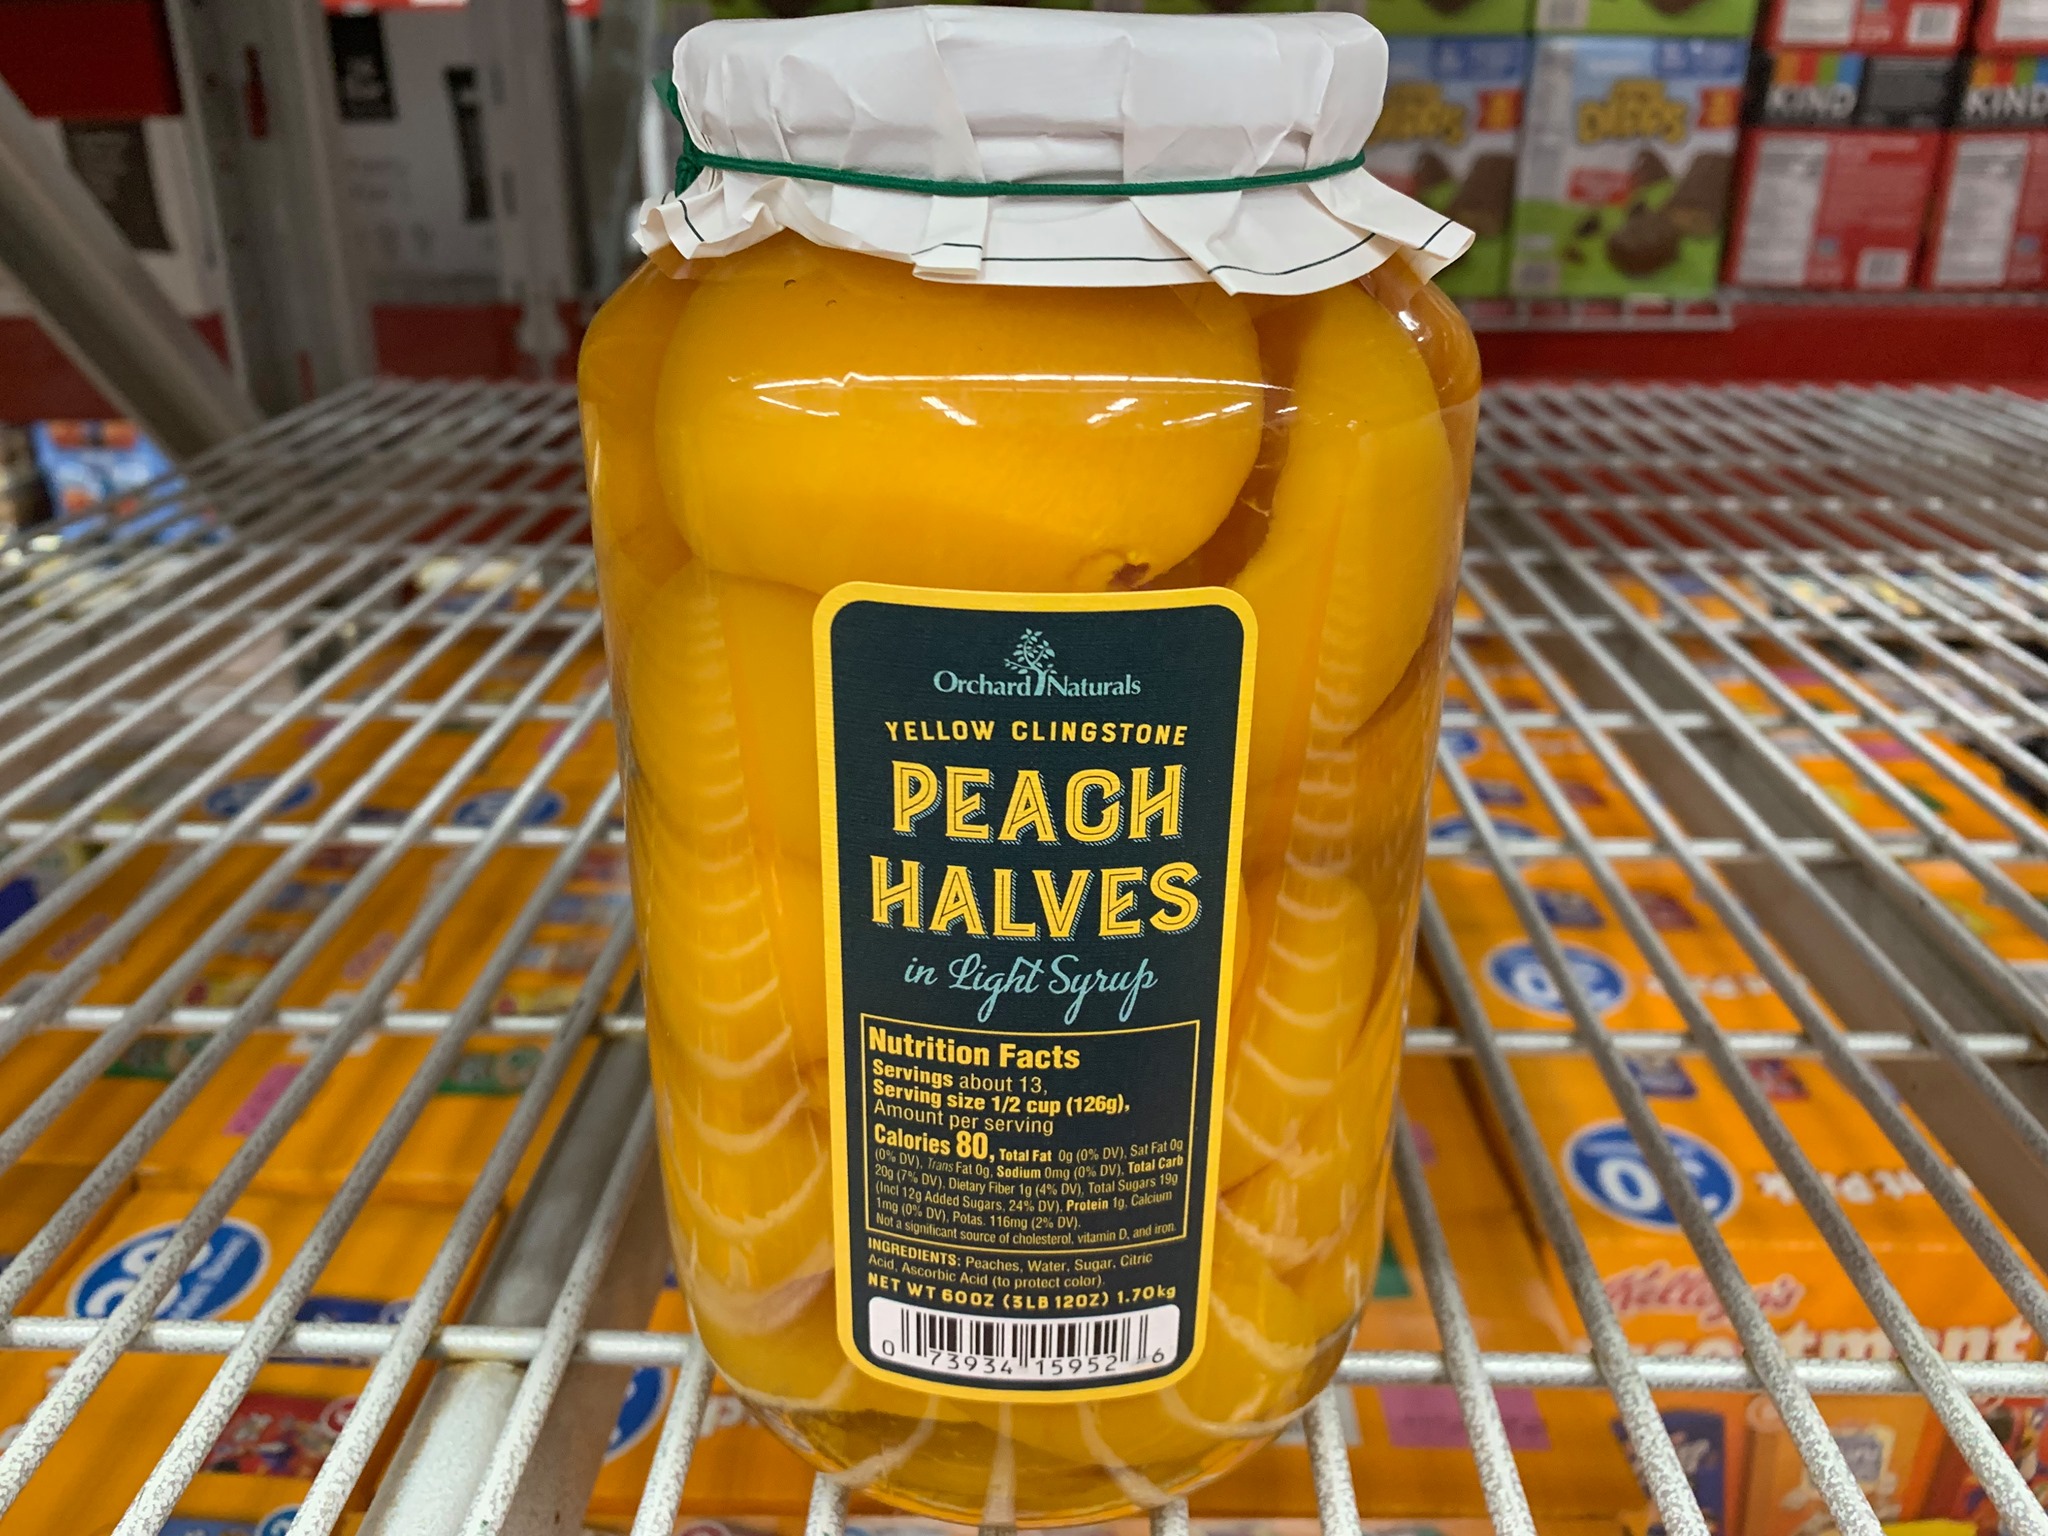 KIND
KIND
Orchard Naturals
YELLOW CLINGSTONE
PEACH
HALVES
in Light Syrup
Nutrition Facts
Servings about 13,
Serving size 1/2 cup (126g),
Amount per serving
Calories 80, Total Fat 0g (0% DV), Sat Fat 0g
(0% DV), Trans Fat 0g, Sodium 0mg (0% DV), Total Carb
20g (7% DV), Dietary Fiber 1g (4% DV), Total Sugars 19g
(Incl 12g Added Sugars, 24% DV), Protein 1g, Calcium
1mg (0% DV), Potas. 116mg (2% DV).
Not a significant source of cholesterol, vitamin D, and iron.
INGREDIENTS: Peaches, Water, Sugar, Citric
Acid, Ascorbic Acid (to protect color).
NET WT 60OZ (3LB 12OZ) 1.70kg
0 73934 15952 6
Kellogg's